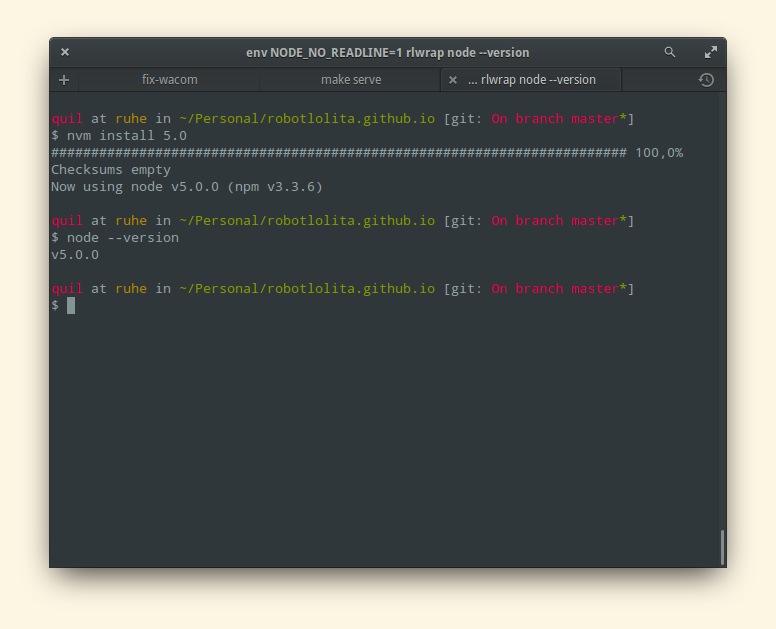 env NODE_NO_READLINE=1 rlwrap node --version
fix-wacom
make serve
... rlwrap node --version
quil at ruhe in ~/Personal/robotlolita.github.io [git: On branch master*]
$ nvm install 5.0
######################################################################## 100,0%
Checksums empty
Now using node v5.0.0 (npm v3.3.6)
quil at ruhe in ~/Personal/robotlolita.github.io [git: On branch master*]
$ node --version
v5.0.0
quil at ruhe in ~/Personal/robotlolita.github.io [git: On branch master*]
$